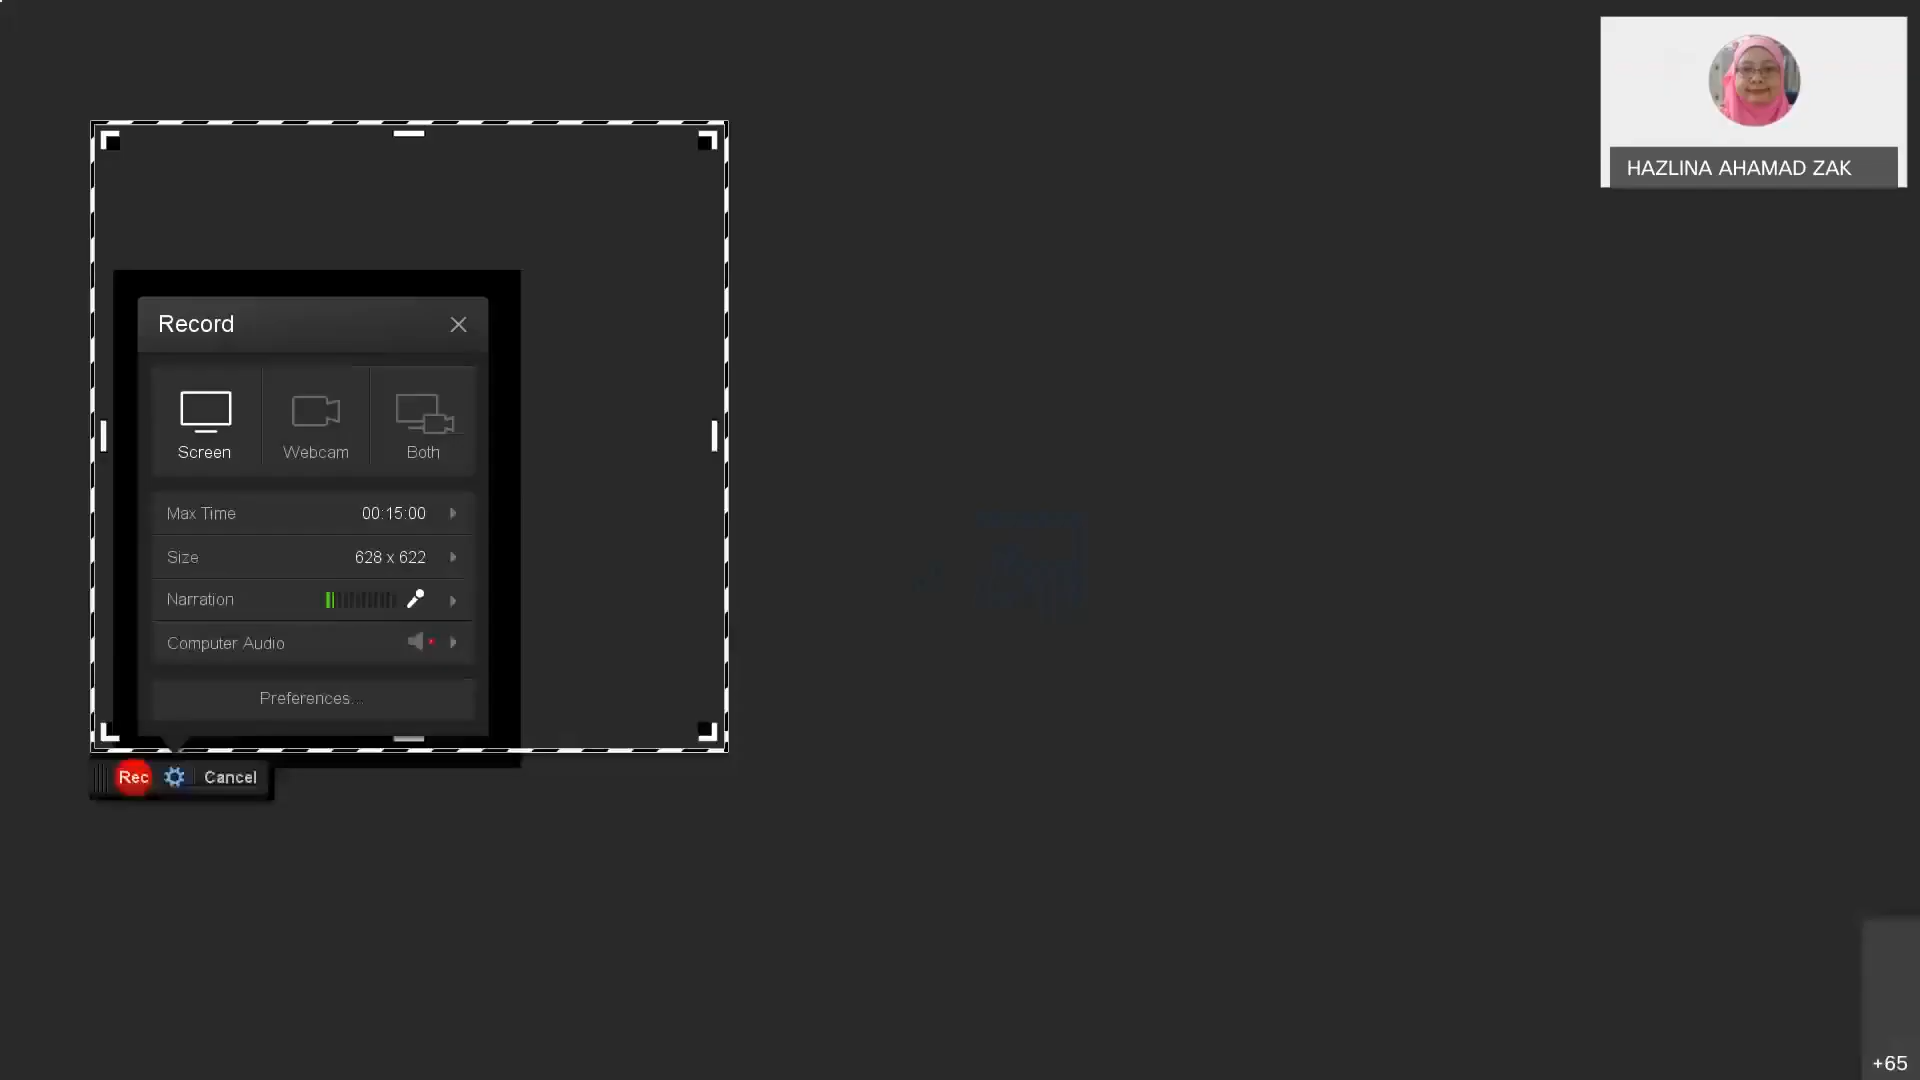 HAZLINA AHAMAD ZAK
Record
Screen Webcam Both
Max Time 00:15:00
Size 628 x 622
Narration
Computer Audio
Preferences...
Rec Cancel
+65